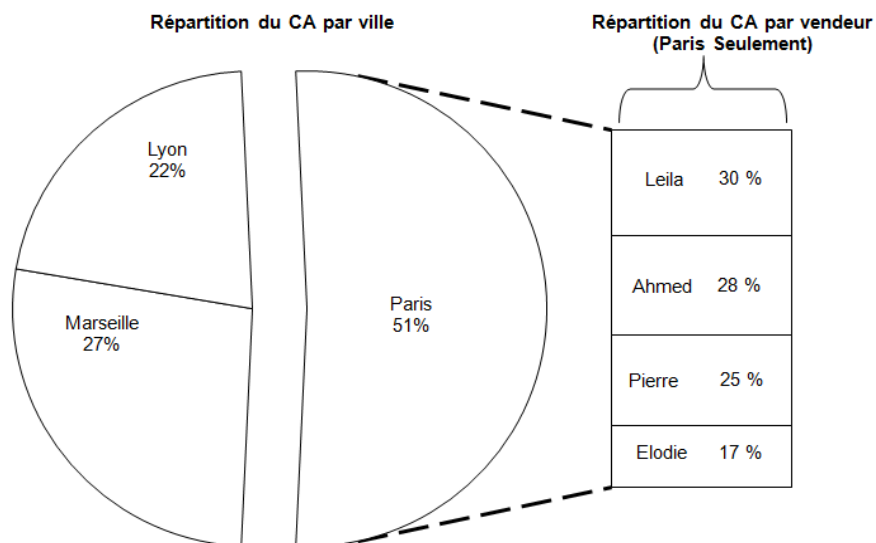 Répartition du CA par ville
Répartition du CA par vendeur
(Paris Seulement)
Lyon
22%
Marseille
27%
Paris
51%
Leila 30 %
Ahmed 28 %
Pierre 25 %
Elodie 17 %